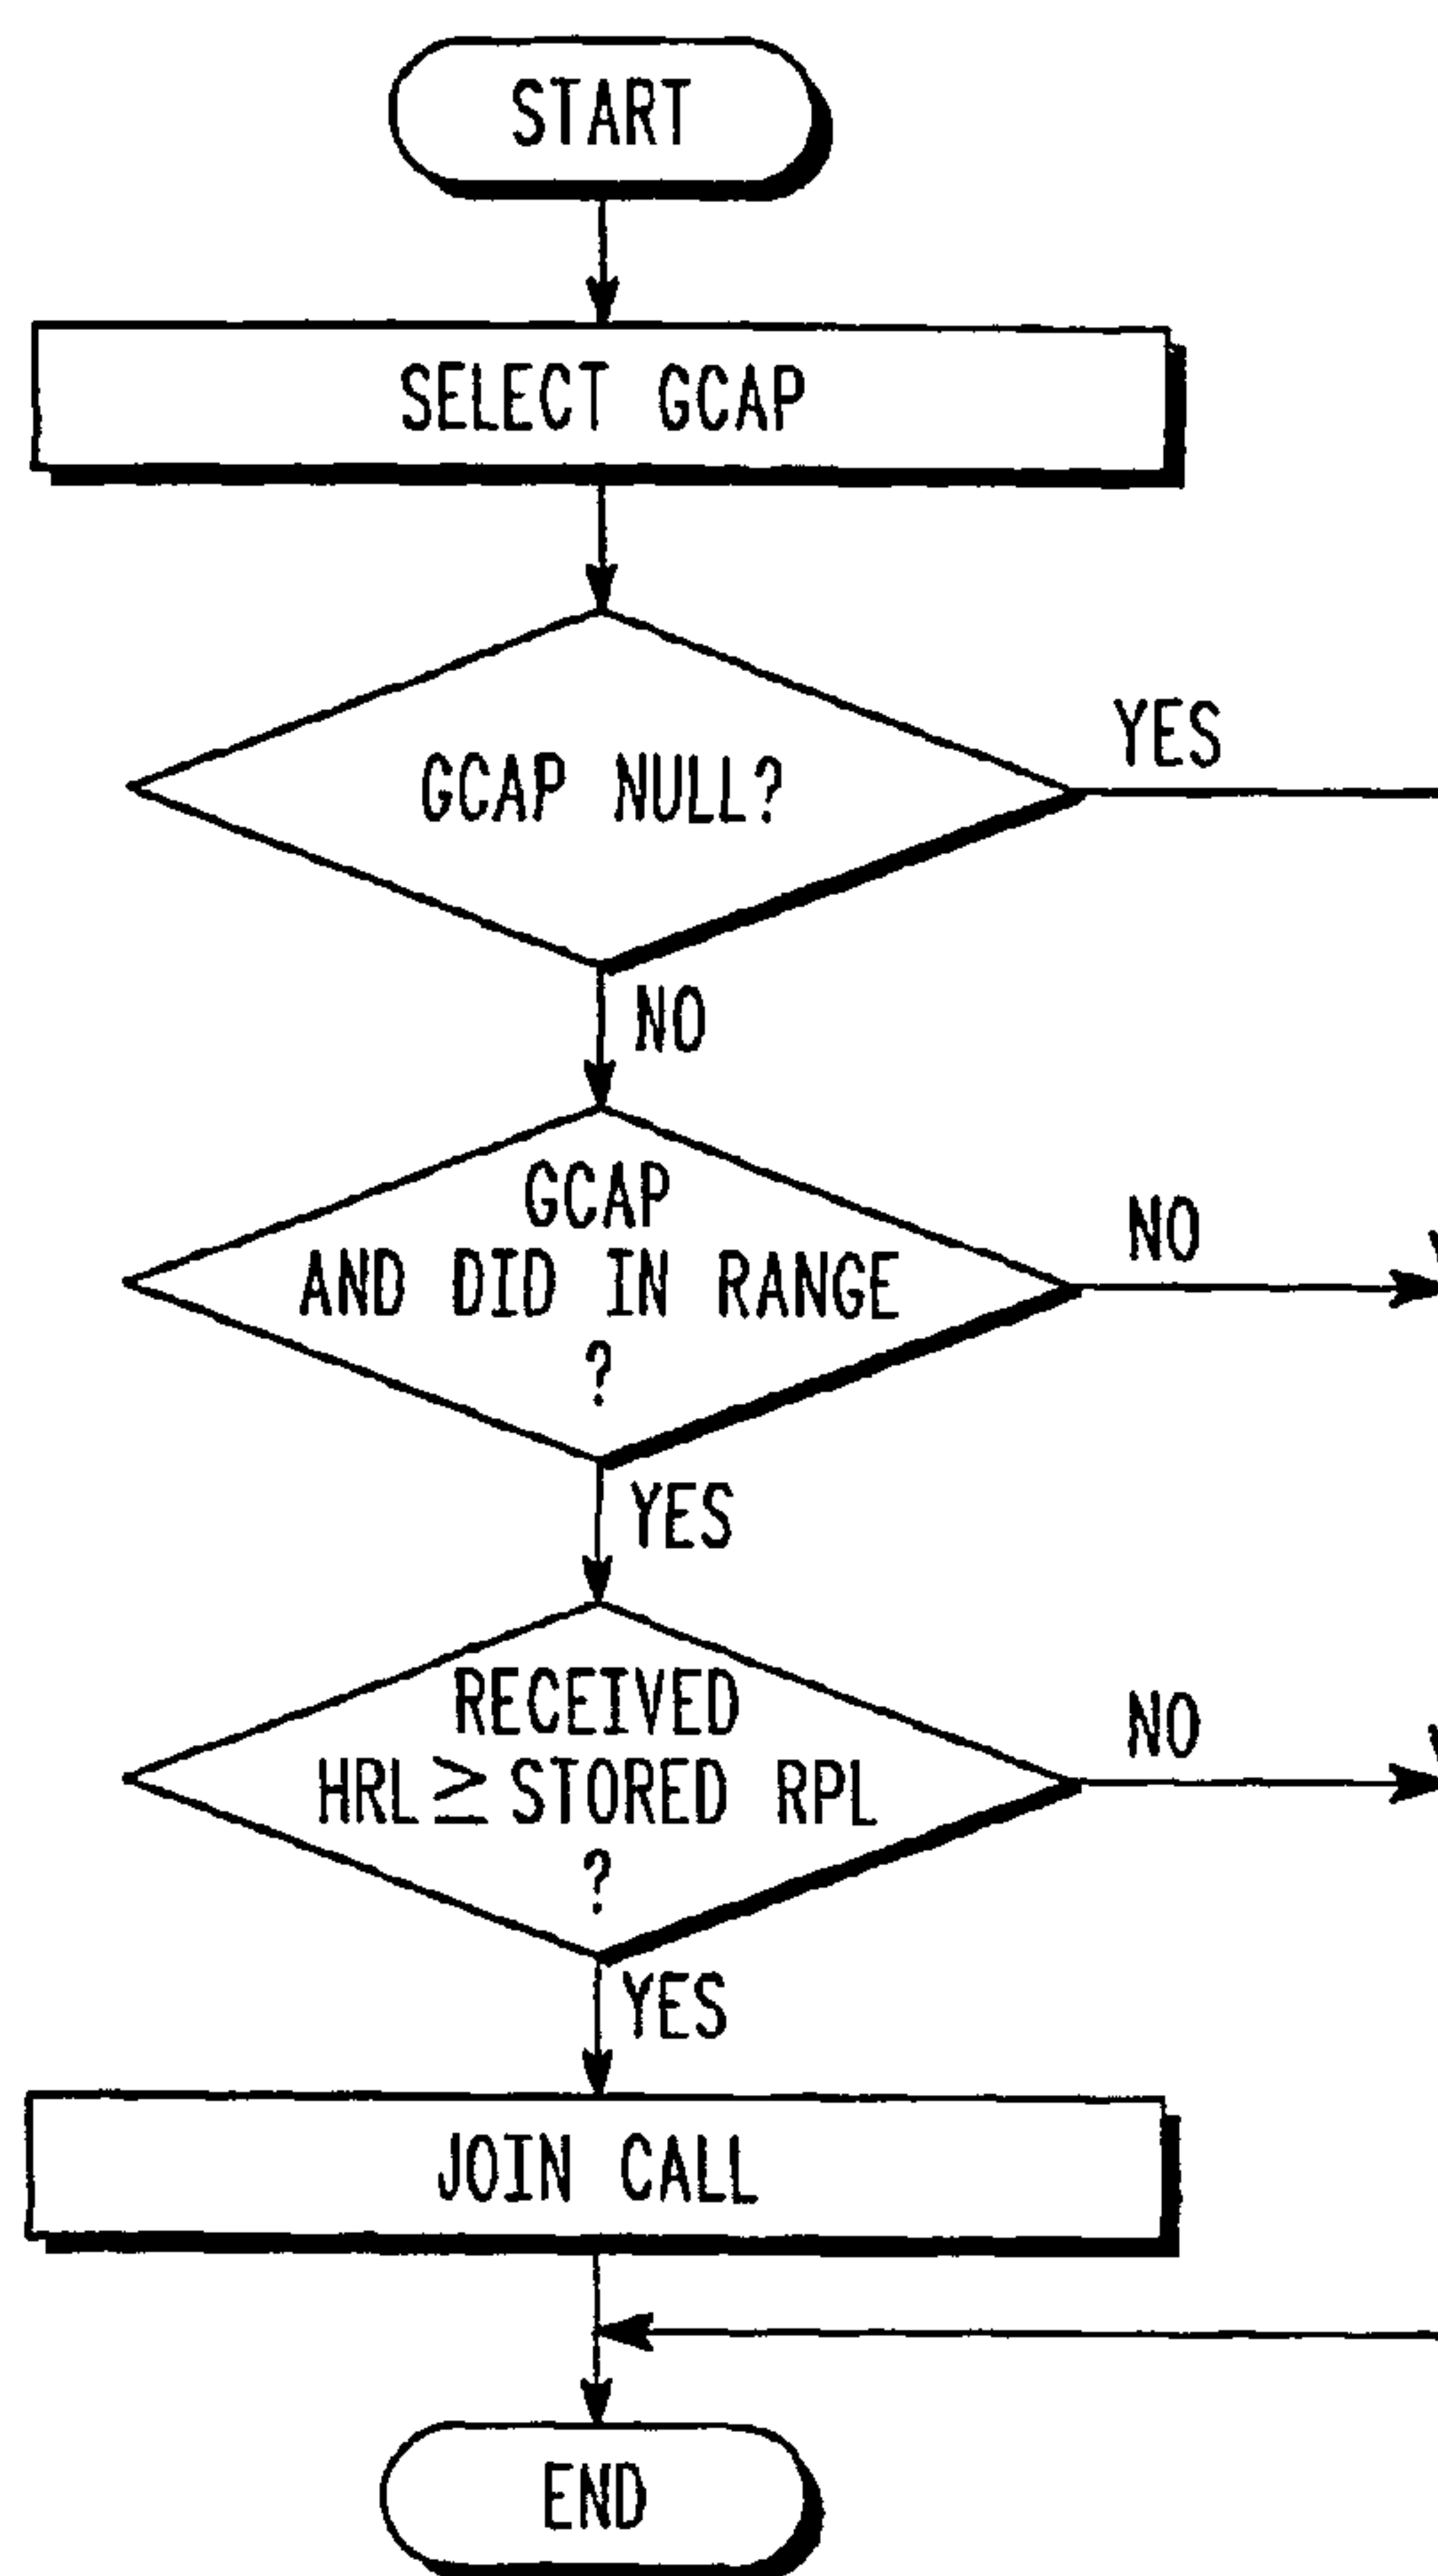 START
SELECT GCAP
GCAP NULL?
YES
NO
GCAP
AND DID IN RANGE
?
NO
YES
RECEIVED
HRL ≥ STORED RPL
?
NO
YES
JOIN CALL
END